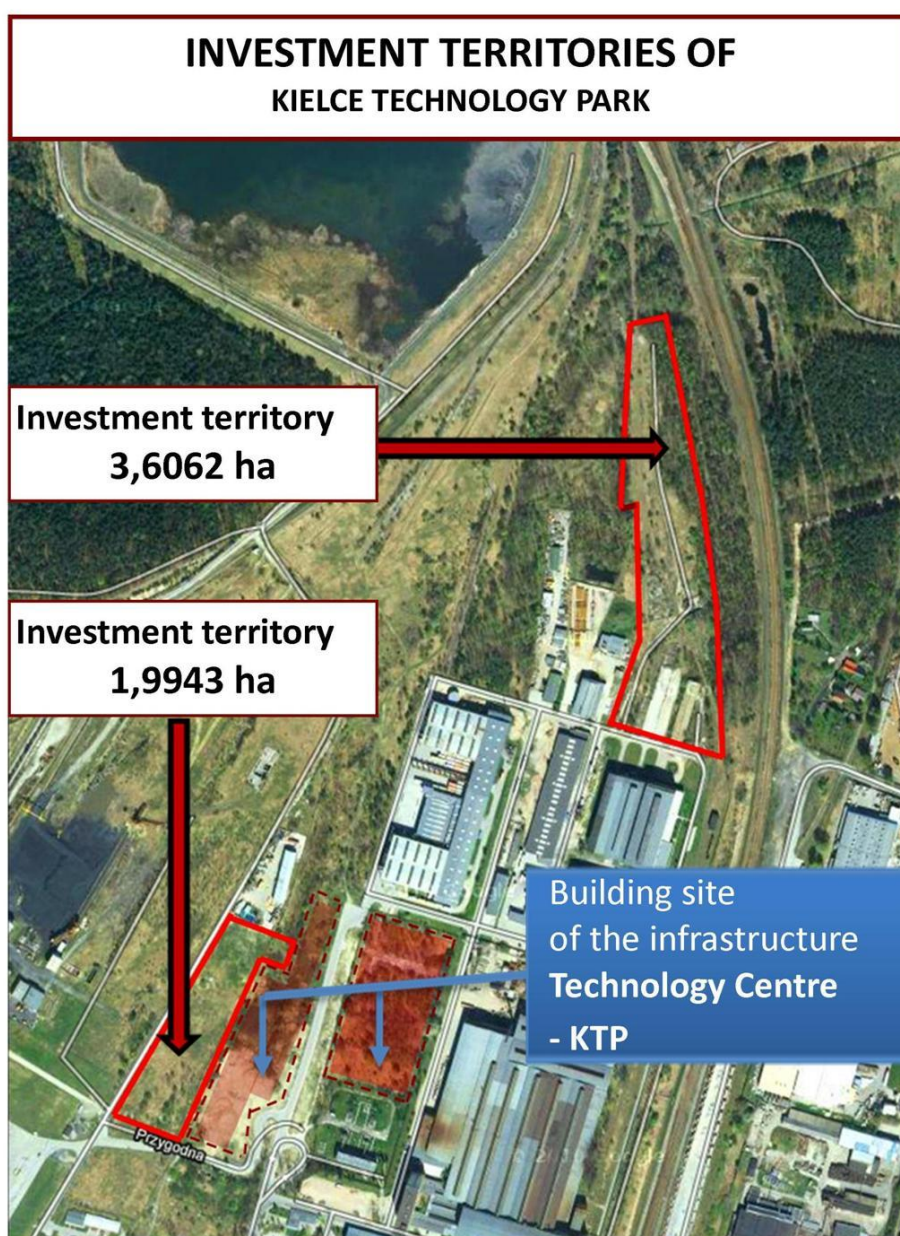 INVESTMENT TERRITORIES OF
KIELCE TECHNOLOGY PARK
Investment territory
3,6062 ha
Investment territory
1,9943 ha
Building site
of the infrastructure
Technology Centre
- KTP
Przygodna